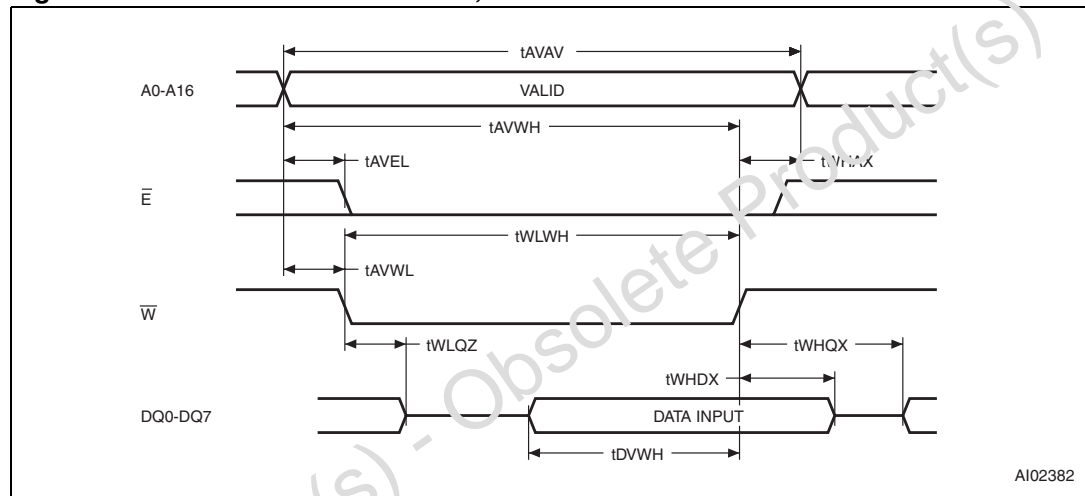 tAVAV
A0-A16
VALID
tAVWH
tAVEL
tWHAX
E
tWLWH
tAVWL
W
tWLQZ
tWHQX
tWHDX
DQ0-DQ7
DATA INPUT
tDVWH
AI02382
(s) - Obsolete Product(s)